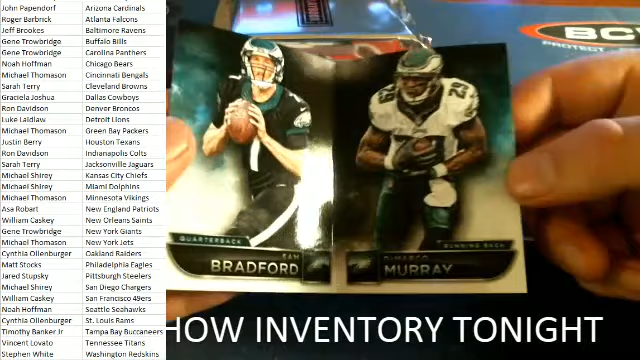 John Papendorf Arizona Cardinals
Roger Barbrick Atlanta Falcons
Jeff Brookes Baltimore Ravens
Gene Trowbridge Buffalo Bills
Gene Trowbridge Carolina Panthers
Noah Hoffman Chicago Bears
Michael Thomason Cincinnati Bengals
Sarah Terry Cleveland Browns
Graciela Joshua Dallas Cowboys
Ron Davidson Denver Broncos
Luke Laidlaw Detroit Lions
Michael Thomason Green Bay Packers
Justin Berry Houston Texans
Ron Davidson Indianapolis Colts
Sarah Terry Jacksonville Jaguars
Michael Shirey Kansas City Chiefs
Michael Shirey Miami Dolphins
Michael Thomason Minnesota Vikings
Asa Robart New England Patriots
William Caskey New Orleans Saints
Gene Trowbridge New York Giants
Michael Thomason New York Jets
Cynthia Ollenburger Oakland Raiders
Matt Stocks Philadelphia Eagles
Jared Stupsky Pittsburgh Steelers
Michael Shirey San Diego Chargers
William Caskey San Francisco 49ers
Noah Hoffman Seattle Seahawks
Cynthia Ollenburger St. Louis Rams
Timothy Banker Jr Tampa Bay Buccaneers
Vincent Lovato Tennessee Titans
Stephen White Washington Redskins
BCW
PROTECT
7
29
QUARTERBACK
SAM
BRADFORD
RUNNING BACK
DEMARCO
MURRAY
HOW INVENTORY TONIGHT